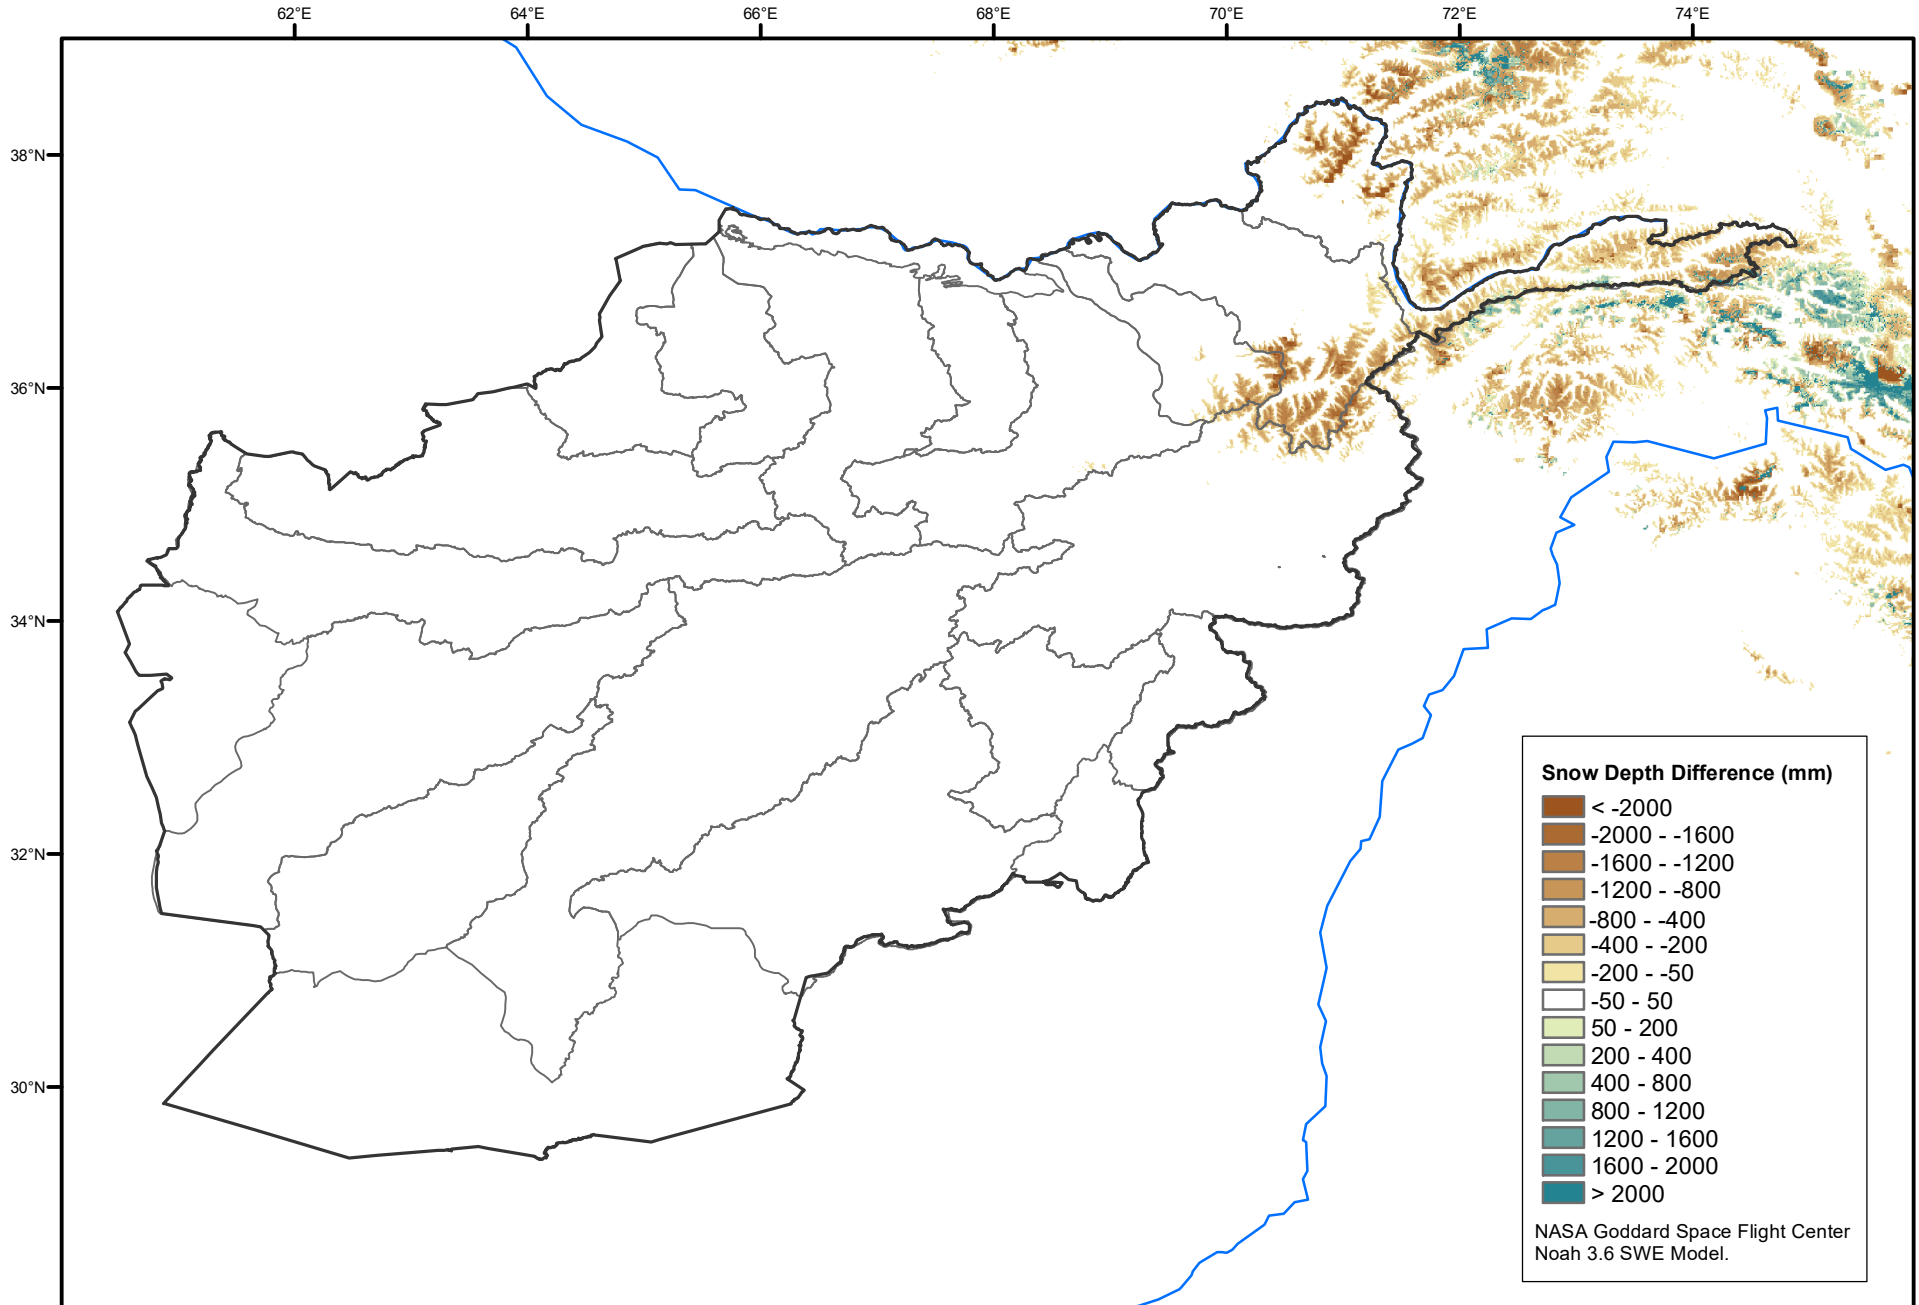 62°E 64°E 66°E 68°E 70°E 72°E 74°E
38°N
36°N
34°N
32°N
30°N
Snow Depth Difference (mm)
< -2000
-2000 - -1600
-1600 - -1200
-1200 - -800
-800 - -400
-400 - -200
-200 - -50
-50 - 50
50 - 200
200 - 400
400 - 800
800 - 1200
1200 - 1600
1600 - 2000
> 2000
NASA Goddard Space Flight Center
Noah 3.6 SWE Model.